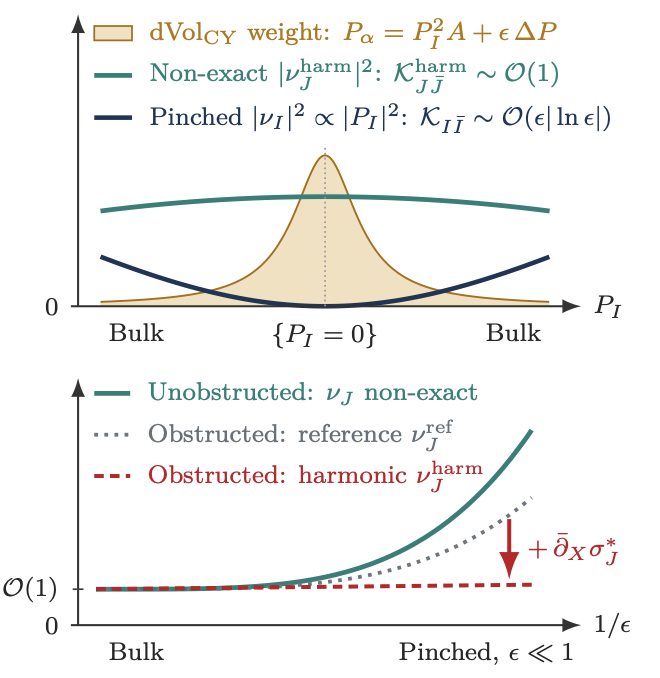 dVol_CY weight: P_α = P_I^2 A + ϵ ΔP
Non-exact |ν_J^harm|^2: 𝒦_{JJ̄}^harm ∼ 𝒪(1)
Pinched |ν_I|^2 ∝ |P_I|^2: 𝒦_{IĪ} ∼ 𝒪(ϵ| ln ϵ|)
0
P_I
Bulk {P_I = 0} Bulk
Unobstructed: ν_J non-exact
Obstructed: reference ν_J^ref
Obstructed: harmonic ν_J^harm
+ ∂̄_X σ_J^*
𝒪(1)
0
1/ϵ
Bulk Pinched, ϵ ≪ 1